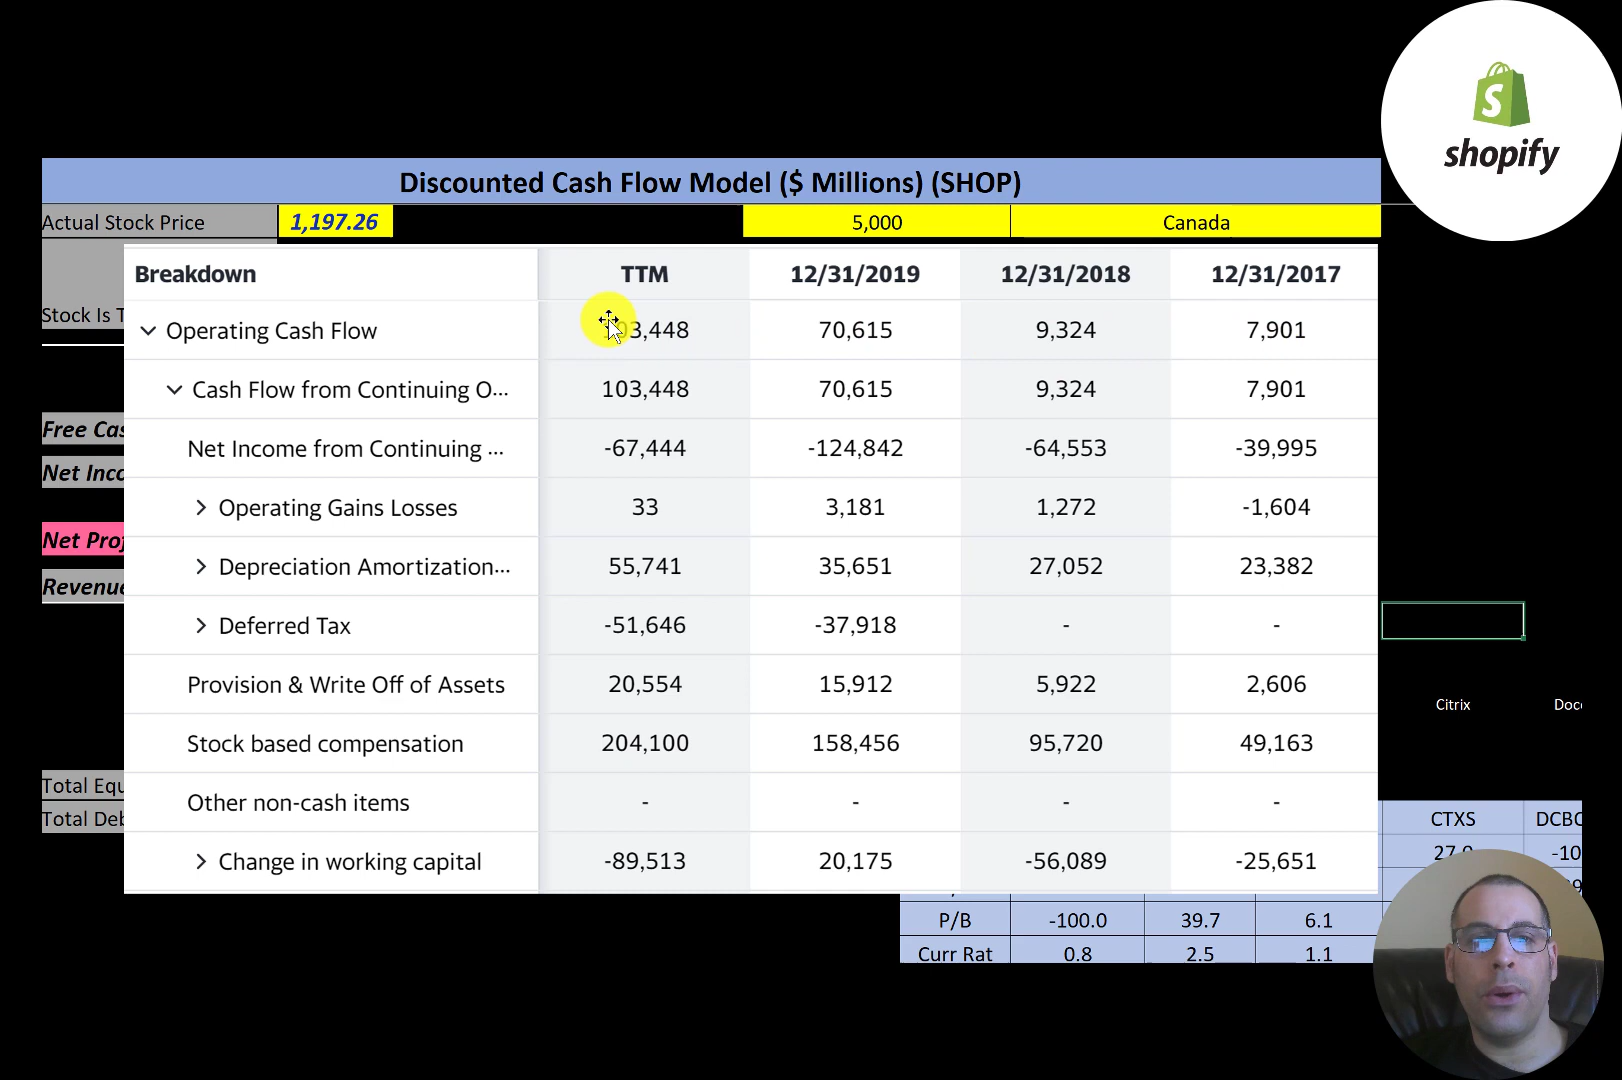 shopify
Discounted Cash Flow Model ($ Millions) (SHOP)
Actual Stock Price 1,197.26 5,000 Canada
Breakdown TTM 12/31/2019 12/31/2018 12/31/2017
Stock Is
Operating Cash Flow 03,448 70,615 9,324 7,901
Cash Flow from Continuing O... 103,448 70,615 9,324 7,901
Free
Net Income from Continuing ... -67,444 -124,842 -64,553 -39,995
Net
Operating Gains Losses 33 3,181 1,272 -1,604
Net
Depreciation Amortization... 55,741 35,651 27,052 23,382
Revenue
Deferred Tax -51,646 -37,918 - -
Provision & Write Off of Assets 20,554 15,912 5,922 2,606
Citrix
Stock based compensation 204,100 158,456 95,720 49,163
Total
Other non-cash items - - - -
Total CTXS
Change in working capital -89,513 20,175 -56,089 -25,651
P/B -100.0 39.7 6.1
Curr Rat 0.8 2.5 1.1